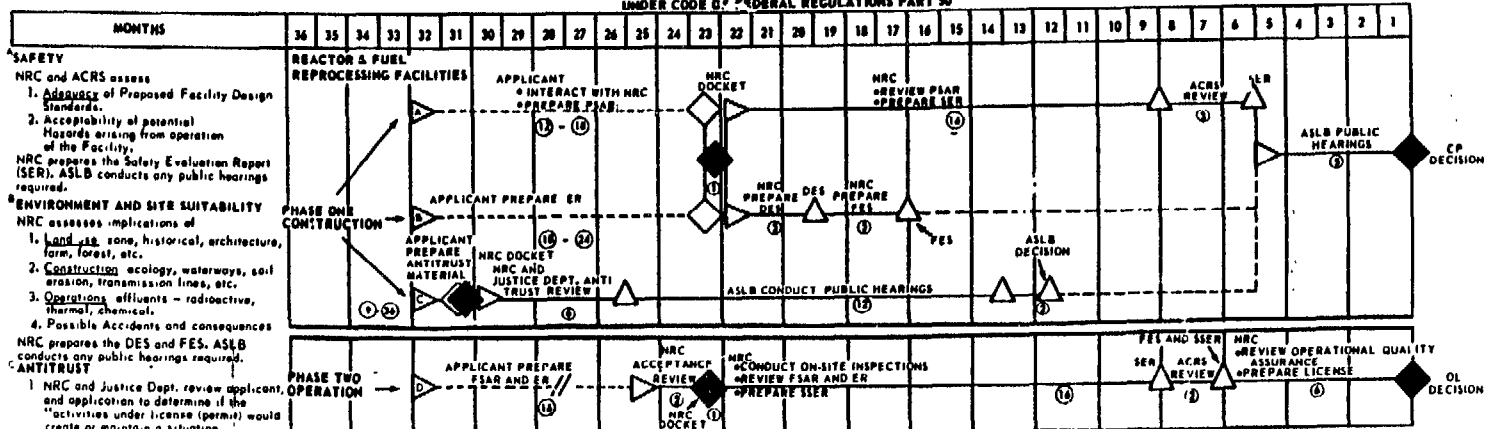 UNDER CODE OF FEDERAL REGULATIONS PART 50
MONTHS
36 35 34 33 32 31 30 29 28 27 26 25 24 23 22 21 20 19 18 17 16 15 14 13 12 11 10 9 8 7 6 5 4 3 2 1
A SAFETY
NRC and ACRS assess
1. Adequacy of Proposed Facility Design
Standards.
2. Acceptability of potential
Hazards arising from operation
of the Facility.
NRC prepares the Safety Evaluation Report
(SER). ASLB conducts any public hearings
required.
B ENVIRONMENT AND SITE SUITABILITY
NRC assesses implications of
1. Land use zone, historical, architecture,
farm, forest, etc.
2. Construction ecology, waterways, soil
erosion, transmission lines, etc.
3. Operations effluents – radioactive,
thermal, chemical.
4. Possible Accidents and consequences
NRC prepares the DES and FES. ASLB
conducts any public hearings required.
C ANTITRUST
1 NRC and Justice Dept. review applicant,
and application to determine if the
"activities under license (permit) would
create or maintain a situation
REACTOR & FUEL
REPROCESSING FACILITIES
PHASE ONE
CONSTRUCTION
A
APPLICANT
• INTERACT WITH NRC
• PREPARE PSAR
12 - 18
NRC
DOCKET
1
NRC
•REVIEW PSAR
•PREPARE SER
ACRS
REVIEW
SER
ASLB PUBLIC
HEARINGS
CP
DECISION
B
APPLICANT PREPARE ER
18 - 24
NRC
PREPARE
DES
DES
NRC
PREPARE
FES
FES
C
APPLICANT
PREPARE
ANTITRUST
MATERIAL
NRC DOCKET
NRC AND
JUSTICE DEPT. ANTI
TRUST REVIEW
6
ASLB CONDUCT PUBLIC HEARINGS
12
ASLB
DECISION
PHASE TWO
OPERATION
D
APPLICANT PREPARE
FSAR AND ER
NRC
ACCEPTANCE
REVIEW
2
NRC
DOCKET
1
NRC
•CONDUCT ON-SITE INSPECTIONS
•REVIEW FSAR AND ER
•PREPARE SSER
16
SER
ACRS
REVIEW
FES AND SSER
NRC
•REVIEW OPERATIONAL QUALITY
ASSURANCE
•PREPARE LICENSE
6
OL
DECISION